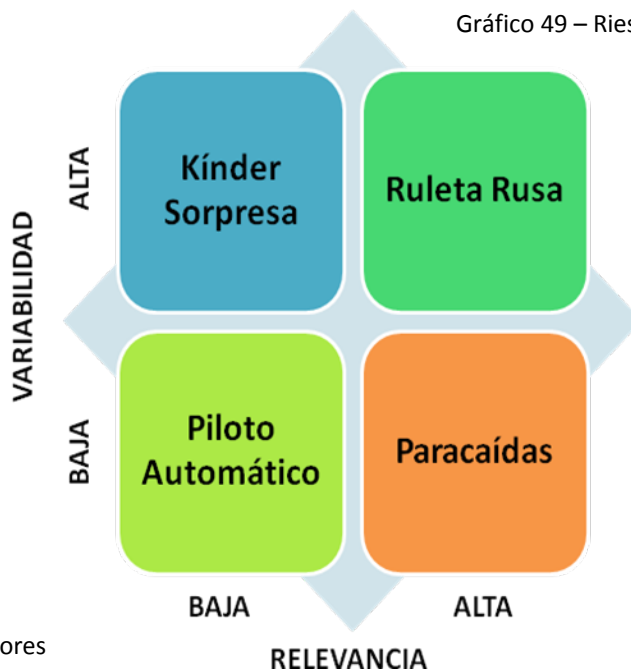 Gráfico 49 – Ries
VARIABILIDAD
ALTA
Kínder
Sorpresa
Ruleta Rusa
BAJA
Piloto
Automático
Paracaídas
BAJA
ALTA
ores
RELEVANCIA